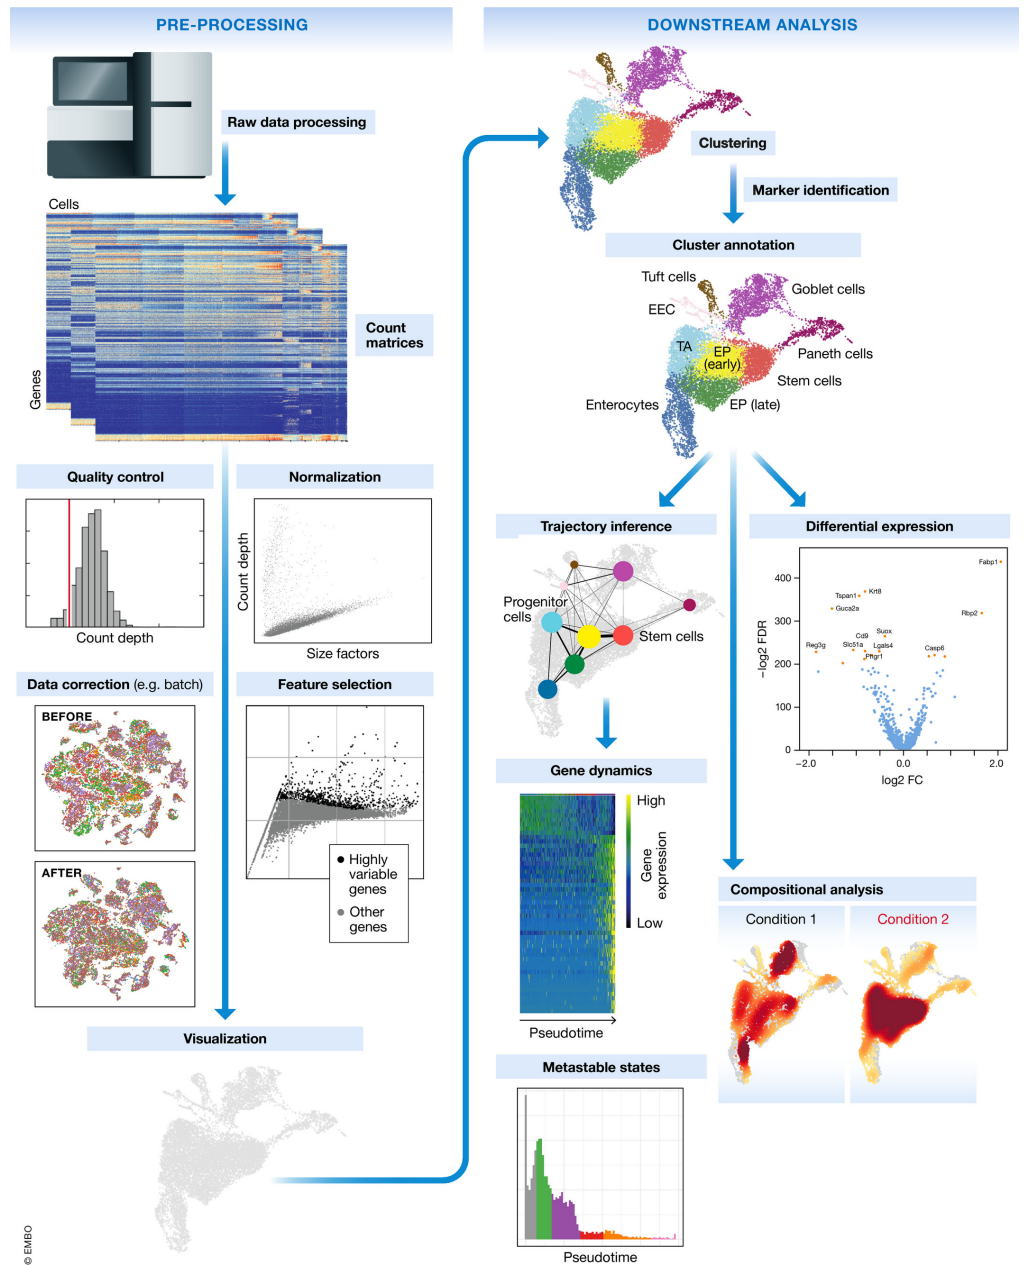 PRE-PROCESSING
Raw data processing
Cells
Genes
Count
matrices
Quality control
Count depth
Normalization
Count depth
Size factors
Data correction (e.g. batch)
BEFORE
AFTER
Feature selection
Highly
variable
genes
Other
genes
Visualization
© EMBO
DOWNSTREAM ANALYSIS
Clustering
Marker identification
Cluster annotation
Tuft cells
Goblet cells
EEC
TA
EP
(early)
Paneth cells
Stem cells
Enterocytes
EP (late)
Trajectory inference
Progenitor
cells
Stem cells
Gene dynamics
High
Gene
expression
Low
Pseudotime
Metastable states
Pseudotime
Differential expression
Fabp1
400
Tspan1
Krt8
Guca2a
Rbp2
300
Suox
Cd9
Reg3g
Slc51a
Lgals4
Casp6
Phgr1
200
100
0
−log2 FDR
−2.0
0.0
2.0
log2 FC
Compositional analysis
Condition 1
Condition 2